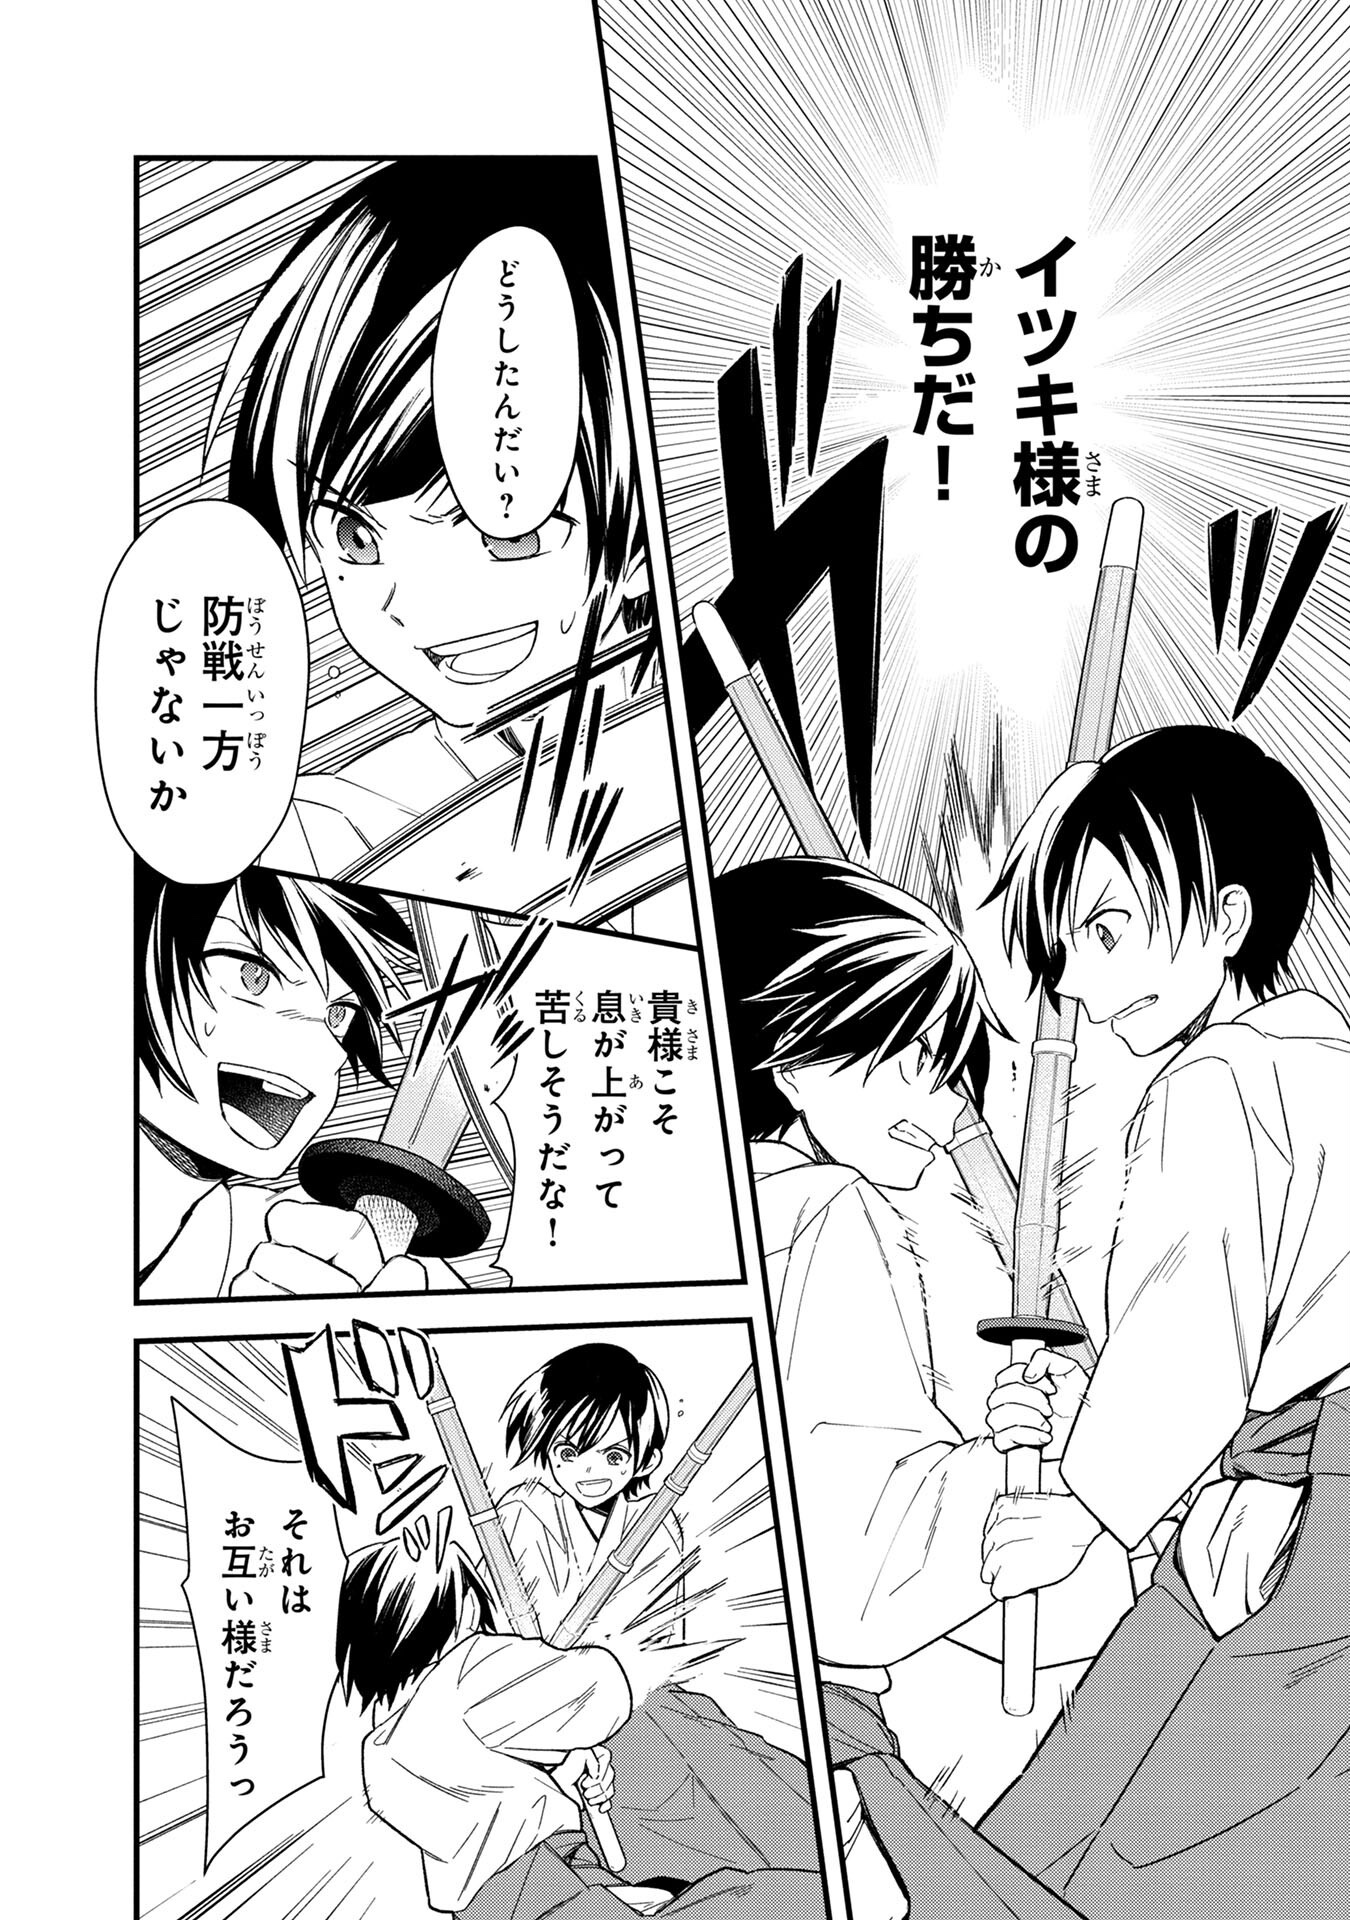 イツキ様の
勝ちだ！
どうしたんだい？
防戦一方
じゃないか
貴様こそ
息が上がって
苦しそうだな！
それは
お互い様だろうっ